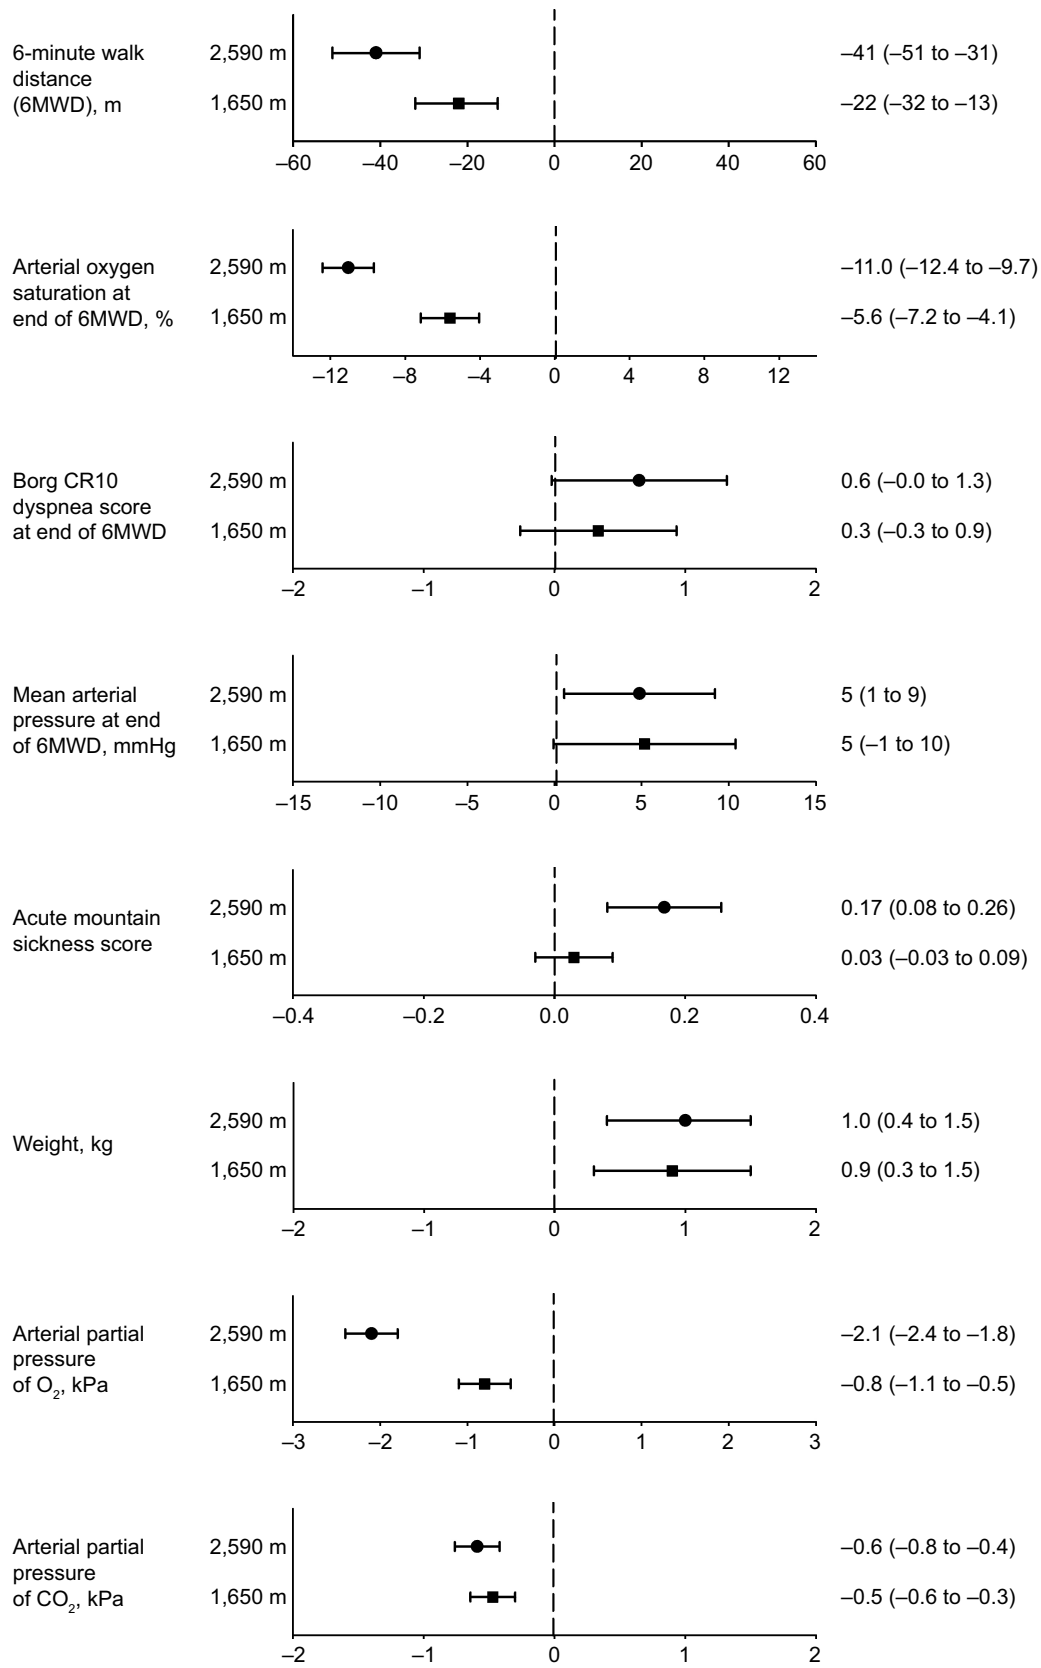 6-minute walk
distance
(6MWD), m
2,590 m
–41 (–51 to –31)
1,650 m
–22 (–32 to –13)
–60 –40 –20 0 20 40 60
Arterial oxygen
saturation at
end of 6MWD, %
2,590 m
–11.0 (–12.4 to –9.7)
1,650 m
–5.6 (–7.2 to –4.1)
–12 –8 –4 0 4 8 12
Borg CR10
dyspnea score
at end of 6MWD
2,590 m
0.6 (–0.0 to 1.3)
1,650 m
0.3 (–0.3 to 0.9)
–2 –1 0 1 2
Mean arterial
pressure at end
of 6MWD, mmHg
2,590 m
5 (1 to 9)
1,650 m
5 (–1 to 10)
–15 –10 –5 0 5 10 15
Acute mountain
sickness score
2,590 m
0.17 (0.08 to 0.26)
1,650 m
0.03 (–0.03 to 0.09)
–0.4 –0.2 0.0 0.2 0.4
Weight, kg
2,590 m
1.0 (0.4 to 1.5)
1,650 m
0.9 (0.3 to 1.5)
–2 –1 0 1 2
Arterial partial
pressure
of O₂, kPa
2,590 m
–2.1 (–2.4 to –1.8)
1,650 m
–0.8 (–1.1 to –0.5)
–3 –2 –1 0 1 2 3
Arterial partial
pressure
of CO₂, kPa
2,590 m
–0.6 (–0.8 to –0.4)
1,650 m
–0.5 (–0.6 to –0.3)
–2 –1 0 1 2